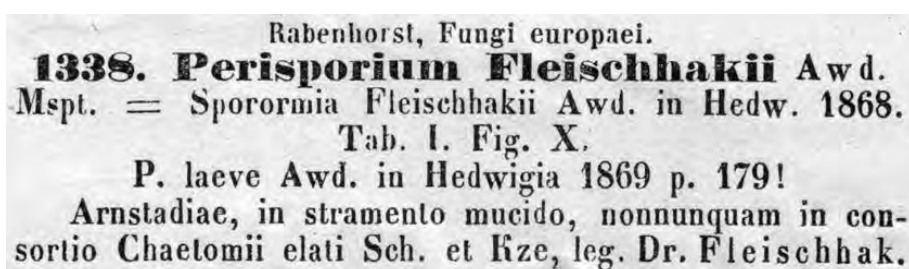 Rabenhorst, Fungi europaei.
1338. Perisporium Fleischhakii Awd.
Mspt. = Sporormia Fleischhakii Awd. in Hedw. 1868.
Tab. I. Fig. X.
P. laeve Awd. in Hedwigia 1869 p. 179!
Arnstadiae, in stramento mucido, nonnunquam in con-
sortio Chaetomii elati Sch. et Kze, leg. Dr. Fleischhak.